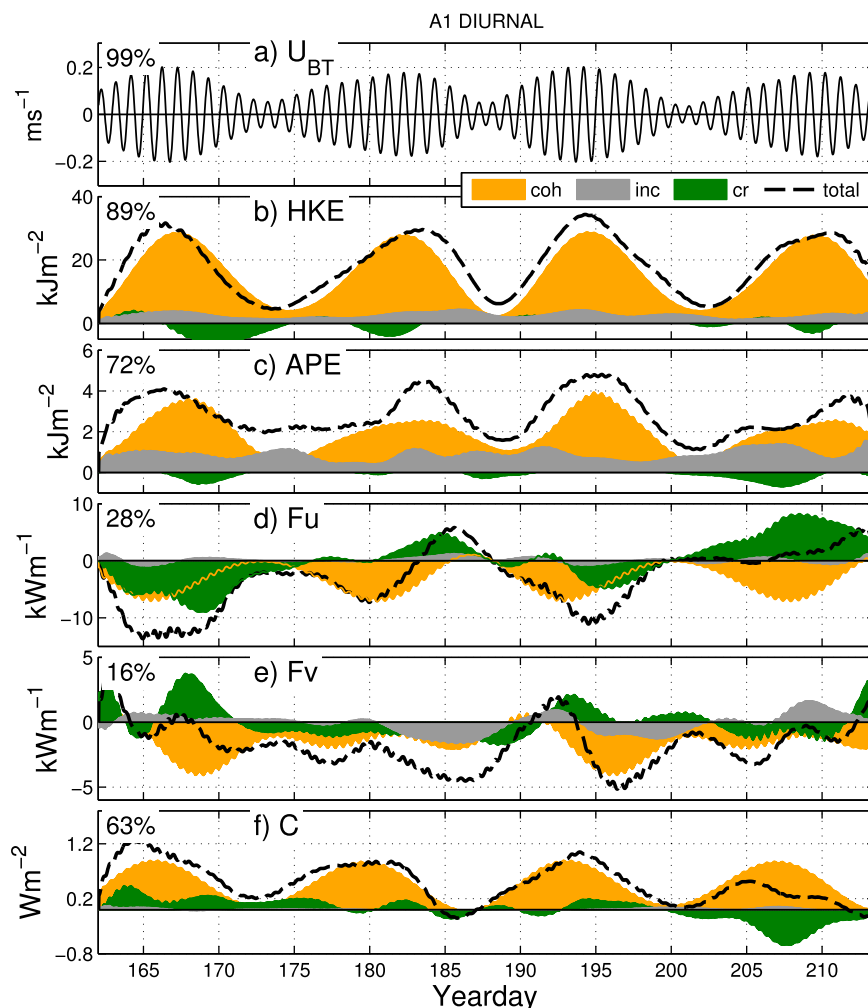 A1 DIURNAL
99%
a) U_BT
0.2
0
−0.2
ms⁻¹
coh inc cr total
89%
b) HKE
40
20
0
kJm⁻²
72%
c) APE
6
4
2
0
kJm⁻²
28%
d) Fu
10
0
−10
kWm⁻¹
16%
e) Fv
5
0
−5
kWm⁻¹
63%
f) C
1.2
0.2
−0.8
Wm⁻²
165 170 175 180 185 190 195 200 205 210
Yearday